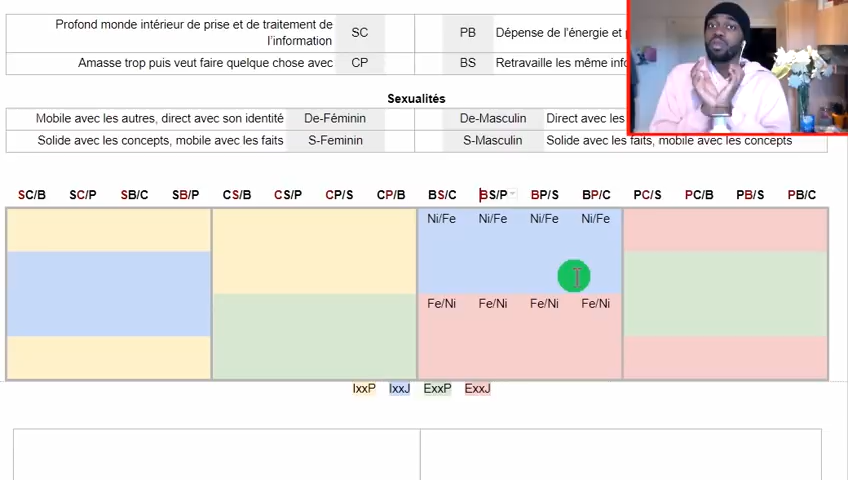 Profond monde intérieur de prise et de traitement de
l'information
SC
PB
Dépense de l'énergie et
Amasse trop puis veut faire quelque chose avec
CP
BS
Retravaille les même
Sexualités
Mobile avec les autres, direct avec son identité
De-Féminin
De-Masculin
Direct avec les
Solide avec les concepts, mobile avec les faits
S-Feminin
S-Masculin
Solide avec les faits, mobile avec les concepts
SC/B SC/P SB/C SB/P CS/B CS/P CP/S CP/B BS/C BS/P BP/S BP/C PC/S PC/B PB/S PB/C
Ni/Fe Ni/Fe Ni/Fe Ni/Fe
Fe/Ni Fe/Ni Fe/Ni Fe/Ni
IxxP IxxJ ExxP ExxJ